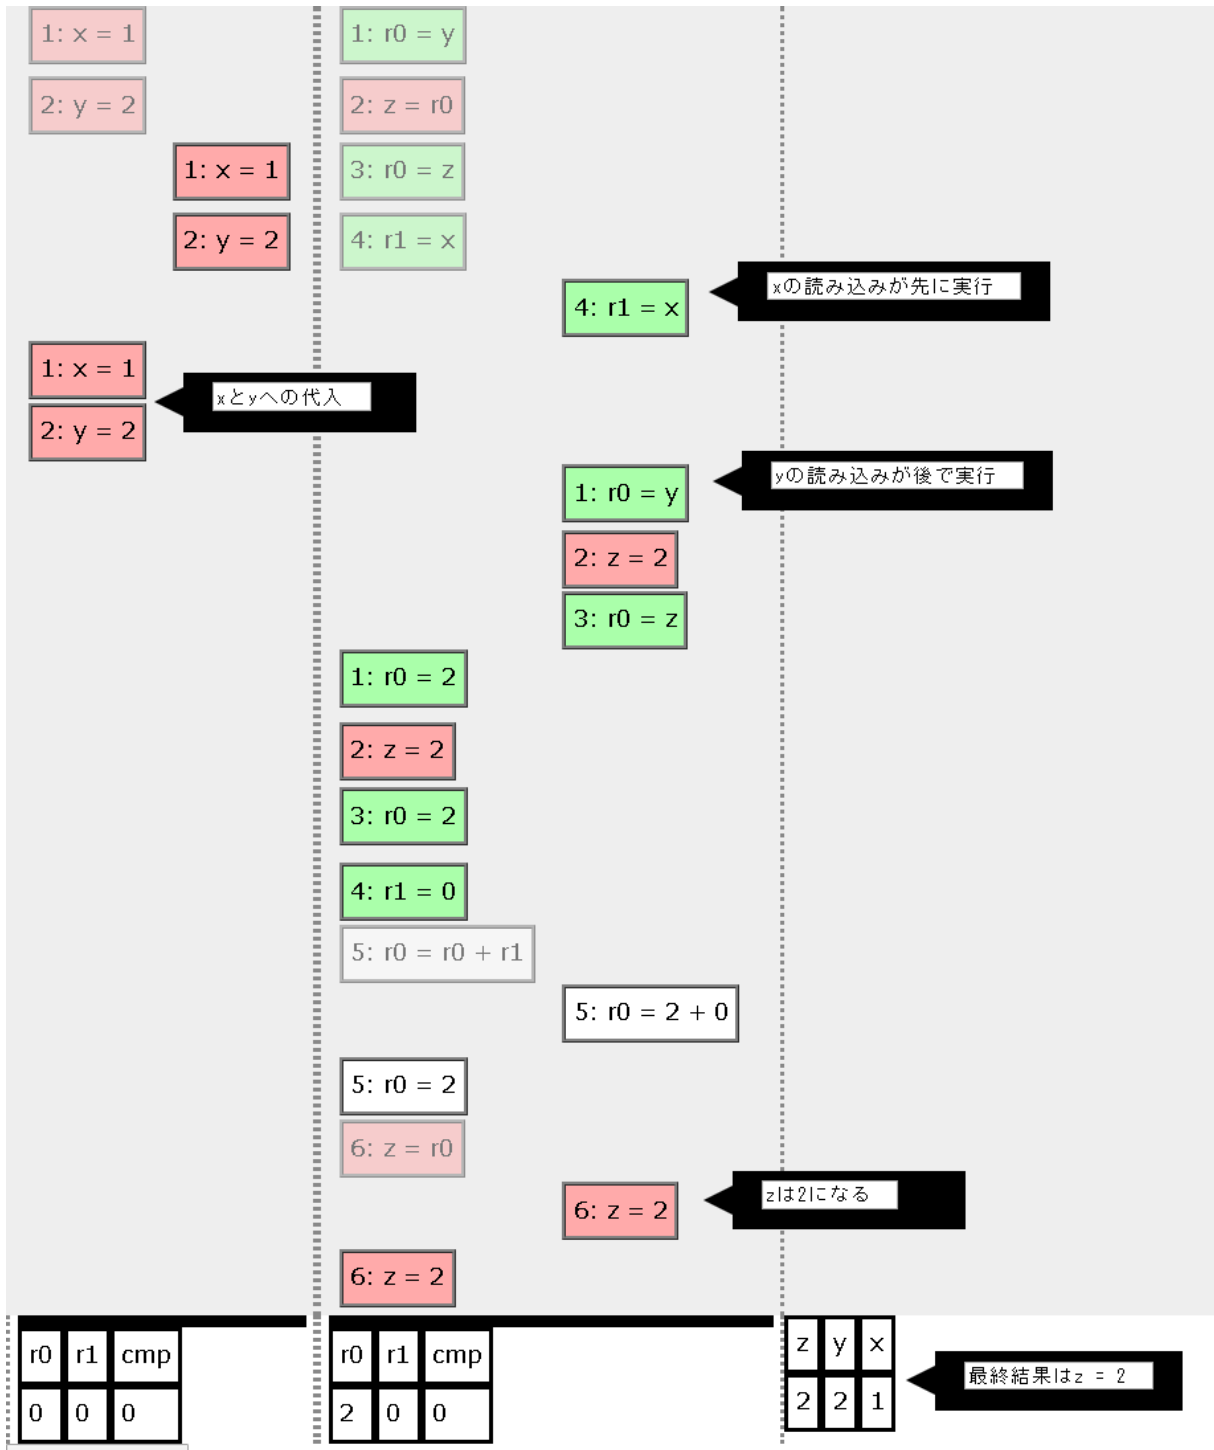 1: x = 1
1: r0 = y
2: y = 2
2: z = r0
1: x = 1
3: r0 = z
2: y = 2
4: r1 = x
xの読み込みが先に実行
4: r1 = x
1: x = 1
xとyへの代入
2: y = 2
yの読み込みが後で実行
1: r0 = y
2: z = 2
3: r0 = z
1: r0 = 2
2: z = 2
3: r0 = 2
4: r1 = 0
5: r0 = r0 + r1
5: r0 = 2 + 0
5: r0 = 2
6: z = r0
zは2になる
6: z = 2
6: z = 2
r0 r1 cmp
0 0 0
r0 r1 cmp
2 0 0
z y x
2 2 1
最終結果はz = 2